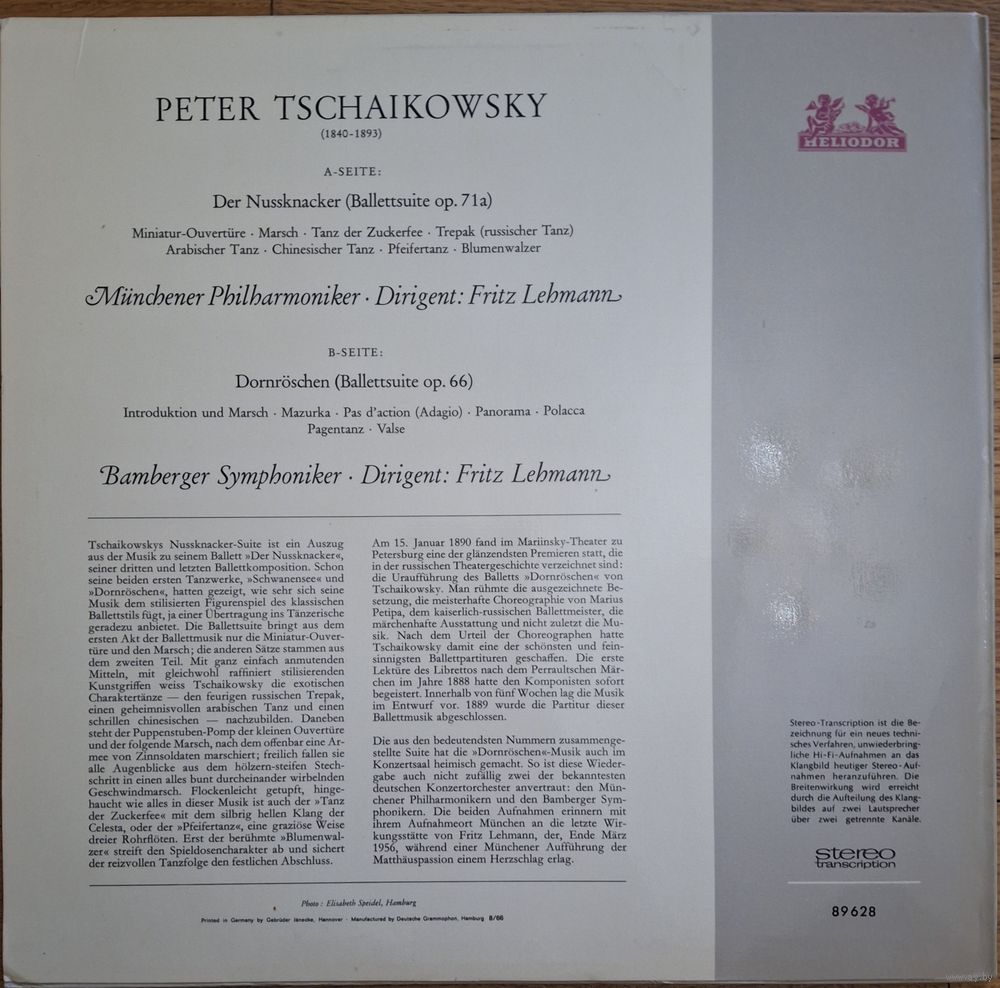 PETER TSCHAIKOWSKY
(1840-1893)
A-SEITE:
Der Nussknacker (Ballettsuite op. 71a)
Miniatur-Ouvertüre · Marsch · Tanz der Zuckerfee · Trepak (russischer Tanz)
Arabischer Tanz · Chinesischer Tanz · Pfeifertanz · Blumenwalzer
Münchener Philharmoniker · Dirigent: Fritz Lehmann
B-SEITE:
Dornröschen (Ballettsuite op. 66)
Introduktion und Marsch · Mazurka · Pas d'action (Adagio) · Panorama · Polacca
Pagentanz · Valse
Bamberger Symphoniker · Dirigent: Fritz Lehmann
Tschaikowskys Nussknacker-Suite ist ein Auszug
aus der Musik zu seinem Ballett »Der Nussknacker«,
seiner dritten und letzten Ballettkomposition. Schon
seine beiden ersten Tanzwerke, »Schwanensee« und
»Dornröschen«, hatten gezeigt, wie sehr sich seine
Musik dem stilisierten Figurenspiel des klassischen
Ballettstils fügt, ja einer Übertragung ins Tänzerische
geradezu anbietet. Die Ballettsuite bringt aus dem
ersten Akt der Ballettmusik nur die Miniatur-Ouver-
türe und den Marsch; die anderen Sätze stammen aus
dem zweiten Teil. Mit ganz einfach anmutenden
Mitteln, mit gleichwohl raffiniert stilisierenden
Kunstgriffen weiss Tschaikowsky die exotischen
Charaktertänze — den feurigen russischen Trepak,
einen geheimnisvollen arabischen Tanz und einen
schrillen chinesischen — nachzubilden. Daneben
steht der Puppenstuben-Pomp der kleinen Ouvertüre
und der folgende Marsch, nach dem offenbar eine Ar-
mee von Zinnsoldaten marschiert; freilich fallen sie
alle Augenblicke aus dem hölzern-steifen Stech-
schritt in einen alles bunt durcheinander wirbelnden
Geschwindmarsch. Flockenleicht getupft, hinge-
haucht wie alles in dieser Musik ist auch der »Tanz
der Zuckerfee« mit dem silbrig hellen Klang der
Celesta, oder der »Pfeifertanz«, eine graziöse Weise
dreier Rohrflöten. Erst der berühmte »Blumenwal-
zer« streift den Spieldosencharakter ab und sichert
der reizvollen Tanzfolge den festlichen Abschluss.
Am 15. Januar 1890 fand im Mariinsky-Theater zu
Petersburg eine der glänzendsten Premieren statt, die
in der russischen Theatergeschichte verzeichnet sind:
die Uraufführung des Balletts »Dornröschen« von
Tschaikowsky. Man rühmte die ausgezeichnete Be-
setzung, die meisterhafte Choreographie von Marius
Petipa, dem kaiserlich-russischen Ballettmeister, die
märchenhafte Ausstattung und nicht zuletzt die Mu-
sik. Nach dem Urteil der Choreographen hatte
Tschaikowsky damit eine der schönsten und fein-
sinnigsten Ballettpartituren geschaffen. Die erste
Lektüre des Librettos nach dem Perraultschen Mär-
chen im Jahre 1888 hatte den Komponisten sofort
begeistert. Innerhalb von fünf Wochen lag die Musik
im Entwurf vor. 1889 wurde die Partitur dieser
Ballettmusik abgeschlossen.
Die aus den bedeutendsten Nummern zusammenge-
stellte Suite hat die »Dornröschen«-Musik auch im
Konzertsaal heimisch gemacht. So ist diese Wieder-
gabe auch nicht zufällig zwei der bekanntesten
deutschen Konzertorchester anvertraut: den Mün-
chener Philharmonikern und den Bamberger Sym-
phonikern. Die beiden Aufnahmen erinnern mit
ihrem Aufnahmeort München an die letzte Wir-
kungsstätte von Fritz Lehmann, der, Ende März
1956, während einer Münchener Aufführung der
Matthäuspassion einem Herzschlag erlag.
Photo: Elisabeth Speidel, Hamburg
Printed in Germany by Gebrüder Jänecke, Hannover · Manufactured by Deutsche Grammophon, Hamburg 8/66
HELIODOR
Stereo-Transcription ist die Be-
zeichnung für ein neues techni-
sches Verfahren, unwiederbring-
liche Hi-Fi-Aufnahmen an das
Klangbild heutiger Stereo-Auf-
nahmen heranzuführen. Die
Breitenwirkung wird erreicht
durch die Aufteilung des Klang-
bildes auf zwei Lautsprecher
über zwei getrennte Kanäle.
stereo
transcription
89628
www.ay.by